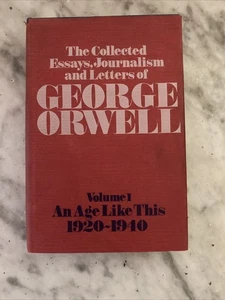 The Collected
Essays, Journalism
and Letters of
GEORGE
ORWELL
Volume 1
An Age Like This
1920-1940